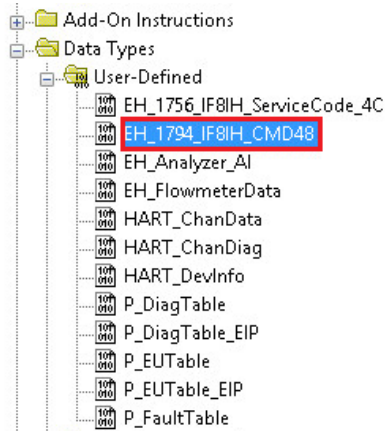 Add-On Instructions
Data Types
User-Defined
EH_1756_IF8IH_ServiceCode_4C
EH_1794_IF8IH_CMD48
EH_Analyzer_AI
EH_FlowmeterData
HART_ChanData
HART_ChanDiag
HART_DevInfo
P_DiagTable
P_DiagTable_EIP
P_EUTable
P_EUTable_EIP
P_FaultTable